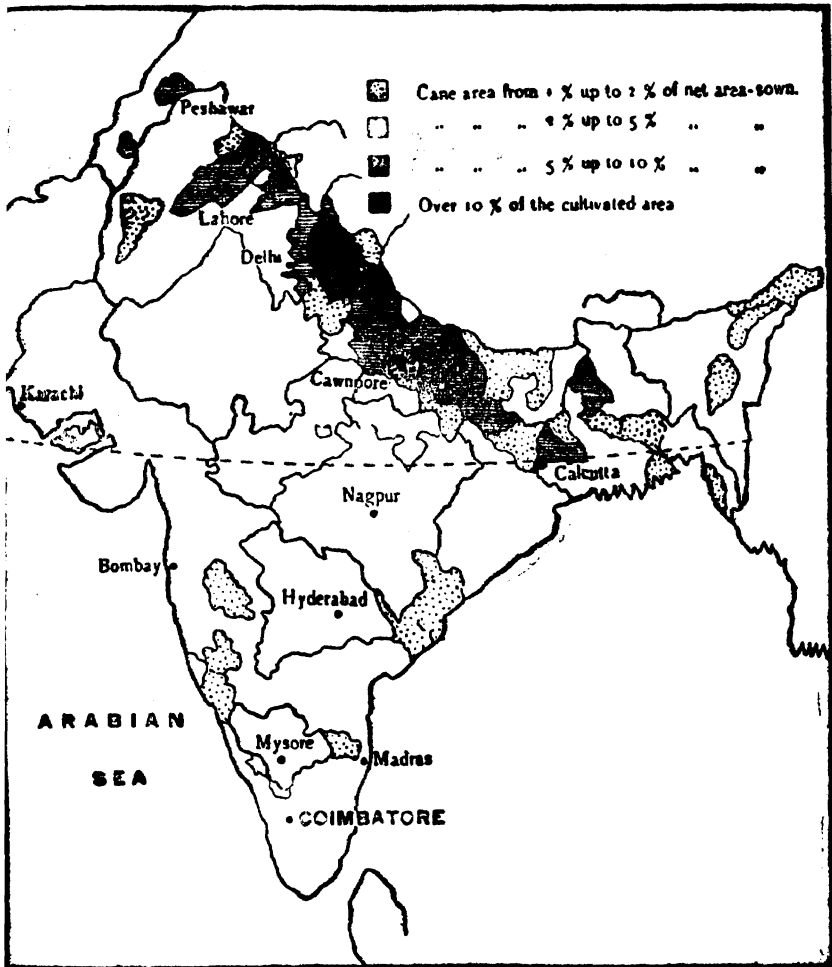 Cane area from 1 % up to 2 % of net area-sown.
„ „ „ 2 % up to 5 % „ „
„ „ „ 5 % up to 10 % „ „
Over 10 % of the cultivated area
Peshawar
Lahore
Delhi
Cawnpore
Karachi
Calcutta
Nagpur
Bombay
Hyderabad
ARABIAN
SEA
Mysore
Madras
COIMBATORE